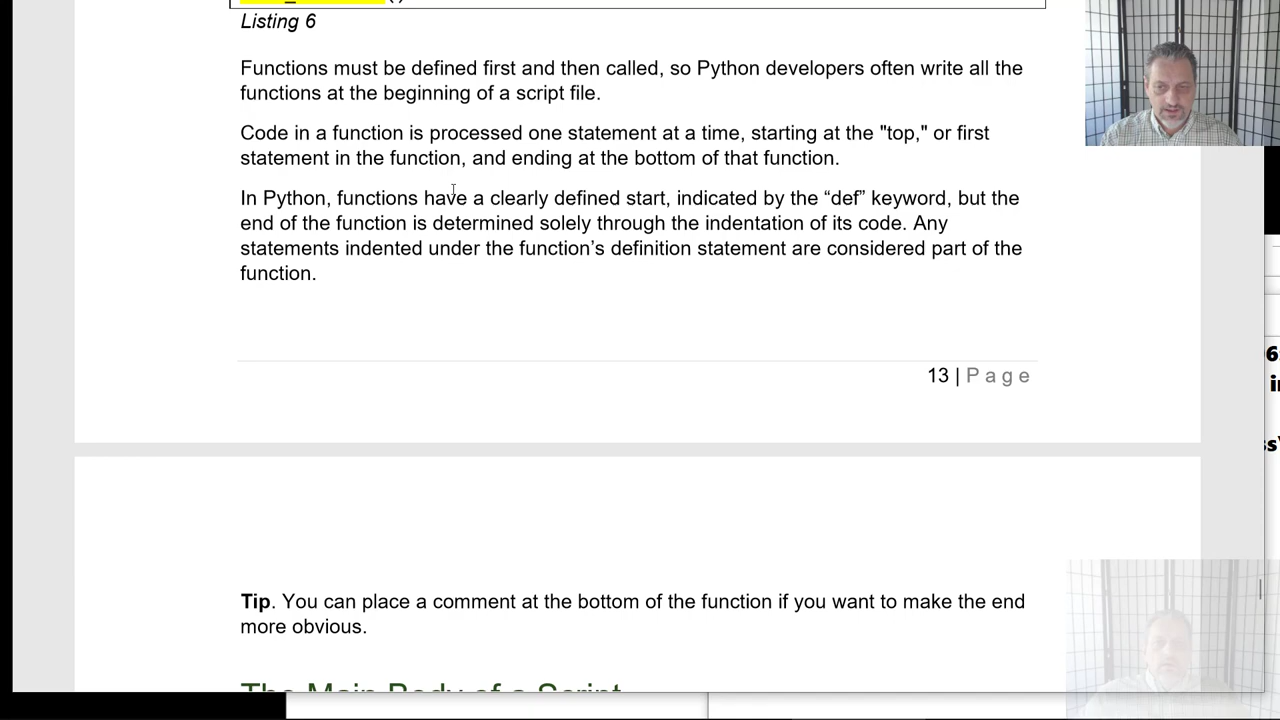 Listing 6
Functions must be defined first and then called, so Python developers often write all the
functions at the beginning of a script file.
Code in a function is processed one statement at a time, starting at the "top," or first
statement in the function, and ending at the bottom of that function.
In Python, functions have a clearly defined start, indicated by the “def” keyword, but the
end of the function is determined solely through the indentation of its code. Any
statements indented under the function’s definition statement are considered part of the
function.
13 | Page
Tip. You can place a comment at the bottom of the function if you want to make the end
more obvious.
The Main Body of a Script